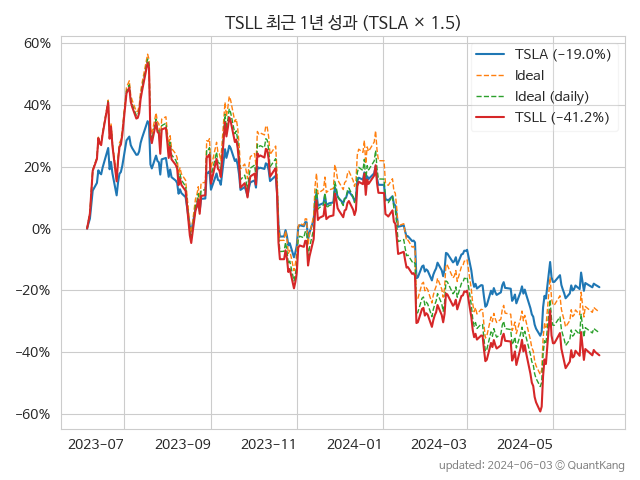 TSLL 최근 1년 성과 (TSLA × 1.5)
60%
40%
20%
0%
−20%
−40%
−60%
TSLA (−19.0%)
Ideal
Ideal (daily)
TSLL (−41.2%)
2023-07
2023-09
2023-11
2024-01
2024-03
2024-05
updated: 2024-06-03 © QuantKang